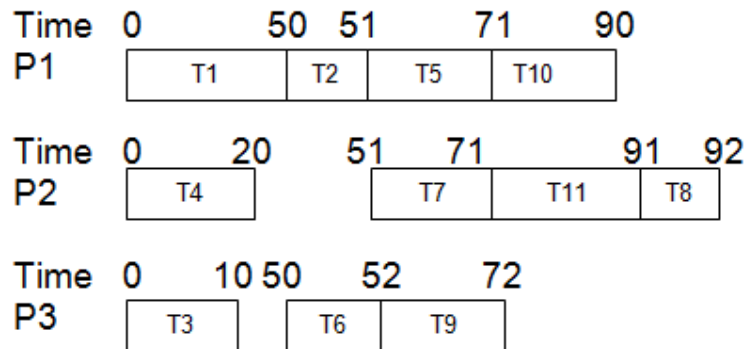 Time 0 50 51 71 90
P1 T1 T2 T5 T10
Time 0 20 51 71 91 92
P2 T4 T7 T11 T8
Time 0 10 50 52 72
P3 T3 T6 T9